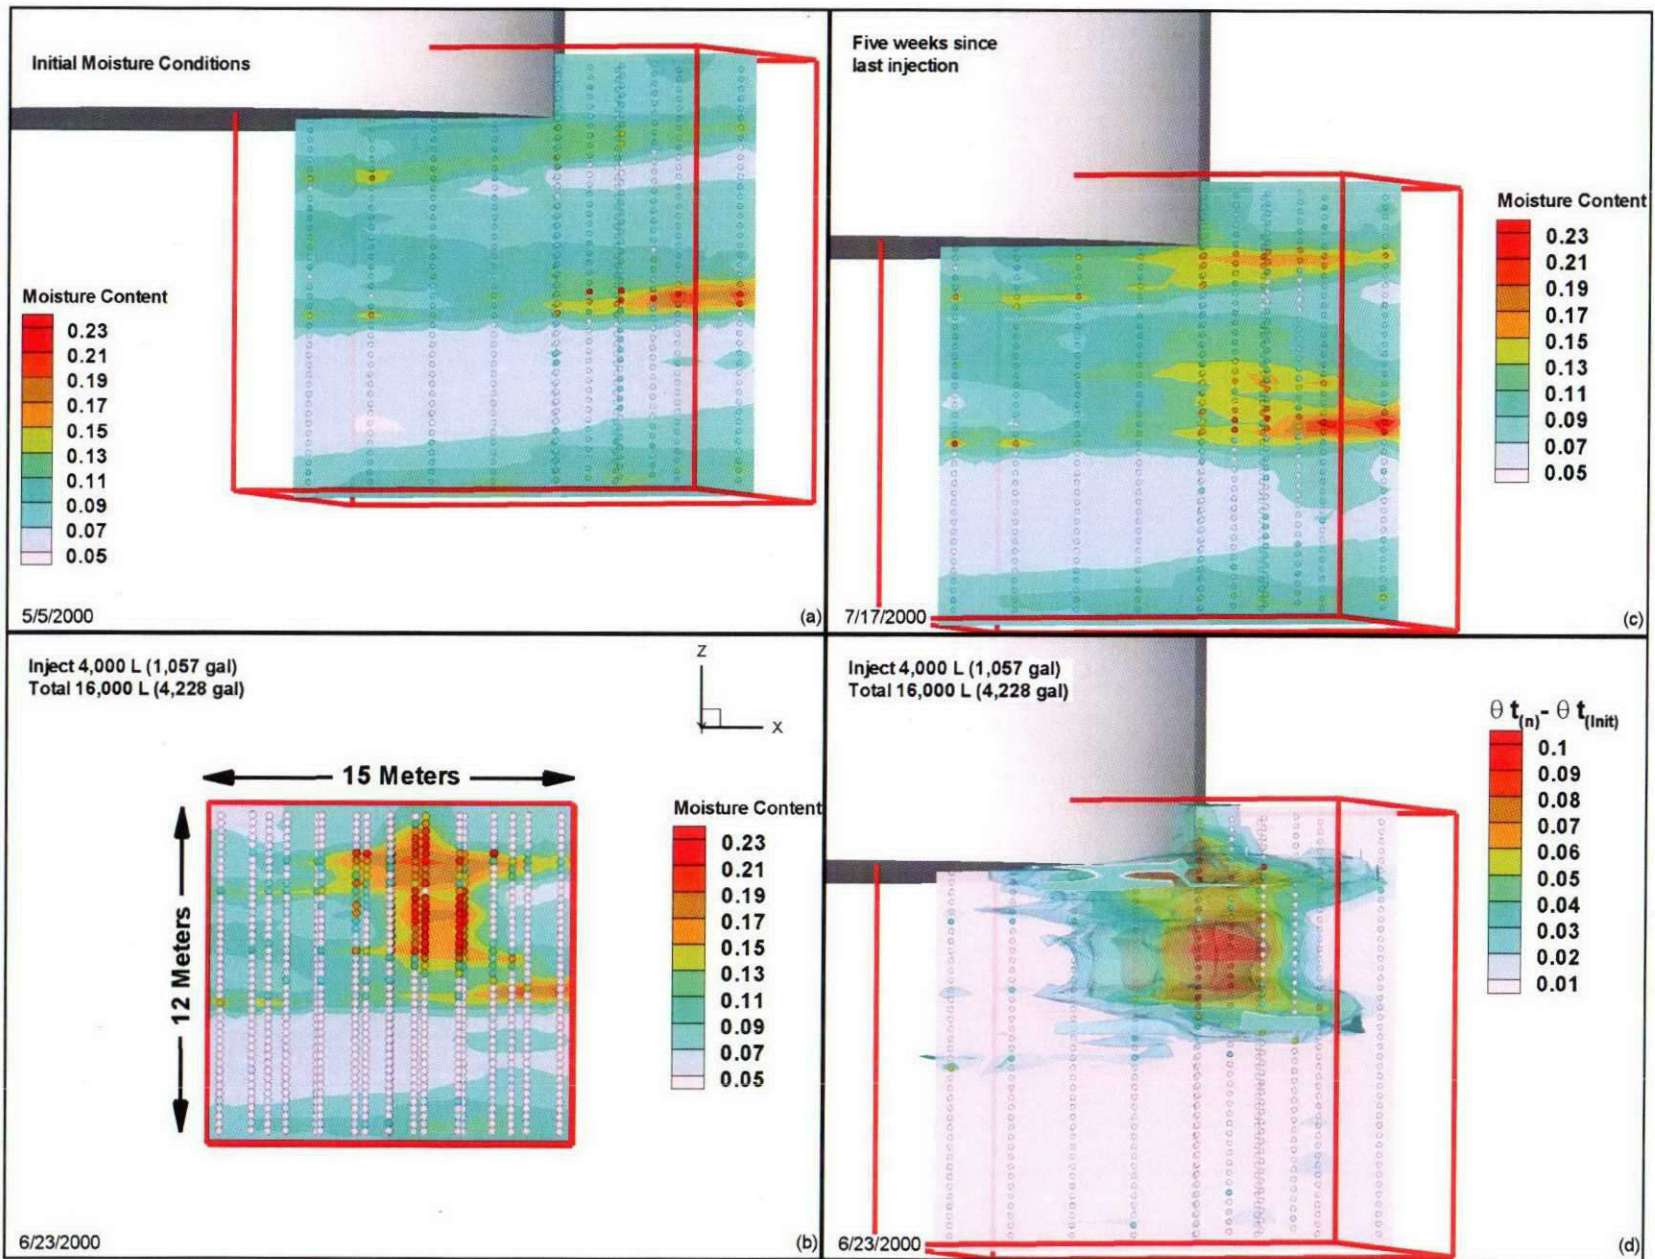 Initial Moisture Conditions
Moisture Content
0.23
0.21
0.19
0.17
0.15
0.13
0.11
0.09
0.07
0.05
5/5/2000
(a)
Five weeks since
last injection
Moisture Content
0.23
0.21
0.19
0.17
0.15
0.13
0.11
0.09
0.07
0.05
7/17/2000
(c)
Inject 4,000 L (1,057 gal)
Total 16,000 L (4,228 gal)
Z
Y
X
15 Meters
12 Meters
Moisture Content
0.23
0.21
0.19
0.17
0.15
0.13
0.11
0.09
0.07
0.05
6/23/2000
(b)
Inject 4,000 L (1,057 gal)
Total 16,000 L (4,228 gal)
θ t(n) - θ t(Init)
0.1
0.09
0.08
0.07
0.06
0.05
0.04
0.03
0.02
0.01
6/23/2000
(d)